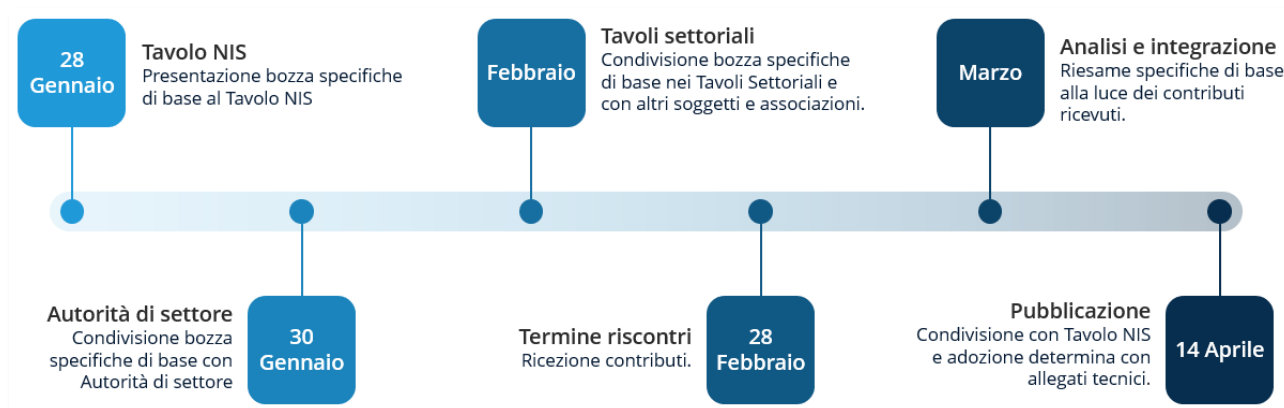 28
Gennaio
Tavolo NIS
Presentazione bozza specifiche
di base al Tavolo NIS
Febbraio
Tavoli settoriali
Condivisione bozza specifiche
di base nei Tavoli Settoriali e
con altri soggetti e associazioni.
Marzo
Analisi e integrazione
Riesame specifiche di base
alla luce dei contributi
ricevuti.
Autorità di settore
Condivisione bozza
specifiche di base con
Autorità di settore
30
Gennaio
Termine riscontri
Ricezione contributi.
28
Febbraio
Pubblicazione
Condivisione con Tavolo NIS
e adozione determina con
allegati tecnici.
14 Aprile